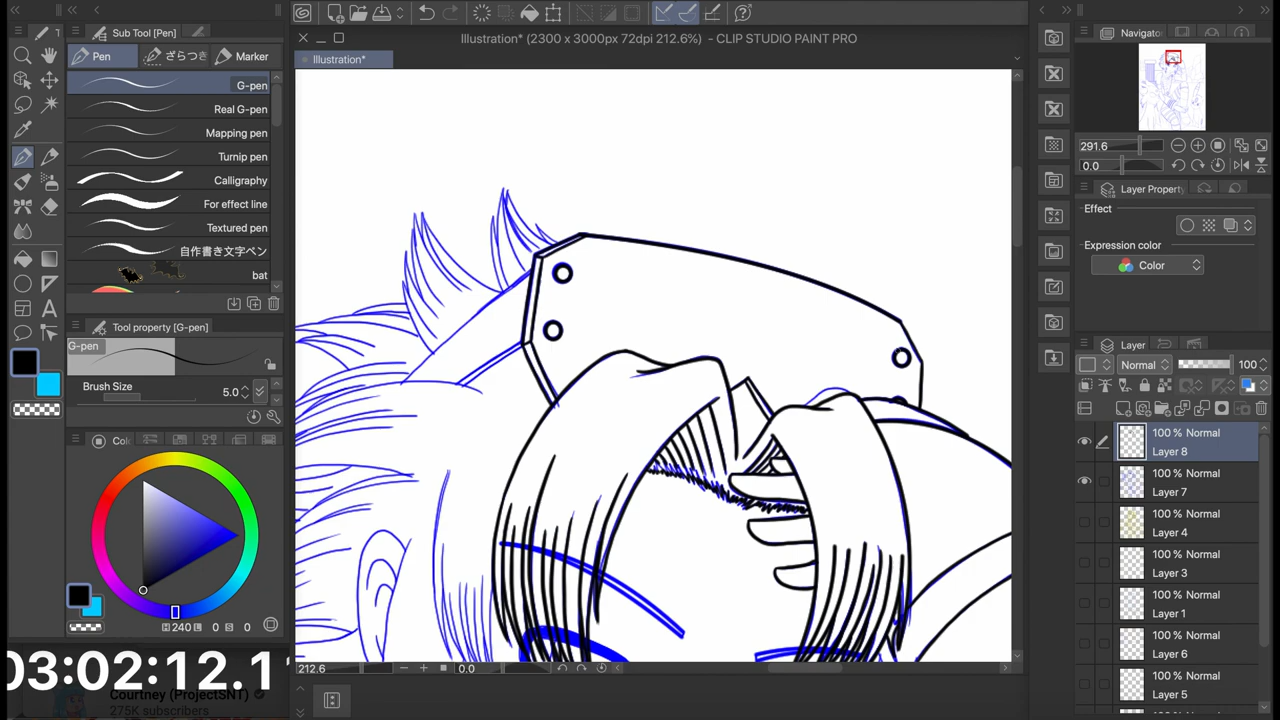 Illustration* (2300 x 3000px 72dpi 212.6%) - CLIP STUDIO PAINT PRO
Sub Tool [Pen]
Pen
ざらつき
Marker
Illustration*
G-pen
Real G-pen
Mapping pen
Turnip pen
Calligraphy
For effect line
Textured pen
自作書き文字ペン
bat
Tool property [G-pen]
G-pen
Brush Size
5.0
Co
H 240 L 0 S 0
03:02:12.1
Courtney (ProjectSNT)
275K subscribers
212.6
0.0
Navigato
291.6
0.0
Layer Property
Effect
Expression color
Color
Layer
Normal
100
100 % Normal
Layer 8
100 % Normal
Layer 7
100 % Normal
Layer 4
100 % Normal
Layer 3
100 % Normal
Layer 1
100 % Normal
Layer 6
100 % Normal
Layer 5